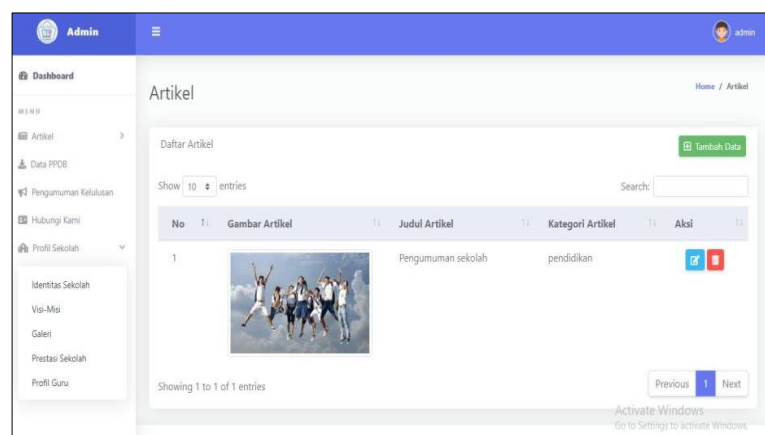 Admin
admin
Dashboard
Artikel
Home / Artikel
MENU
Artikel
Data PPDB
Pengumuman Kelulusan
Hubungi Kami
Profil Sekolah
Identitas Sekolah
Visi-Misi
Galeri
Prestasi Sekolah
Profil Guru
Daftar Artikel
Tambah Data
Show 10 entries
Search:
No Gambar Artikel Judul Artikel Kategori Artikel Aksi
1 Pengumuman sekolah pendidikan
Showing 1 to 1 of 1 entries
Previous 1 Next
Activate Windows
Go to Settings to activate Windows.